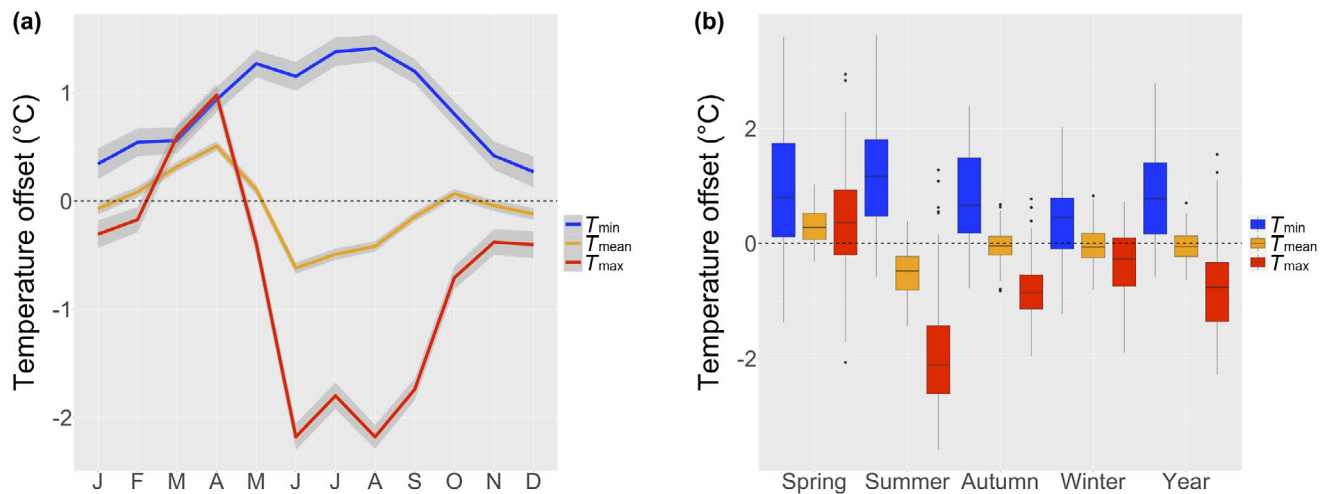 (a)
Temperature offset (°C)
1
0
-1
-2
J F M A M J J A S O N D
Tmin
Tmean
Tmax
(b)
Temperature offset (°C)
2
0
-2
Spring Summer Autumn Winter Year
Tmin
Tmean
Tmax